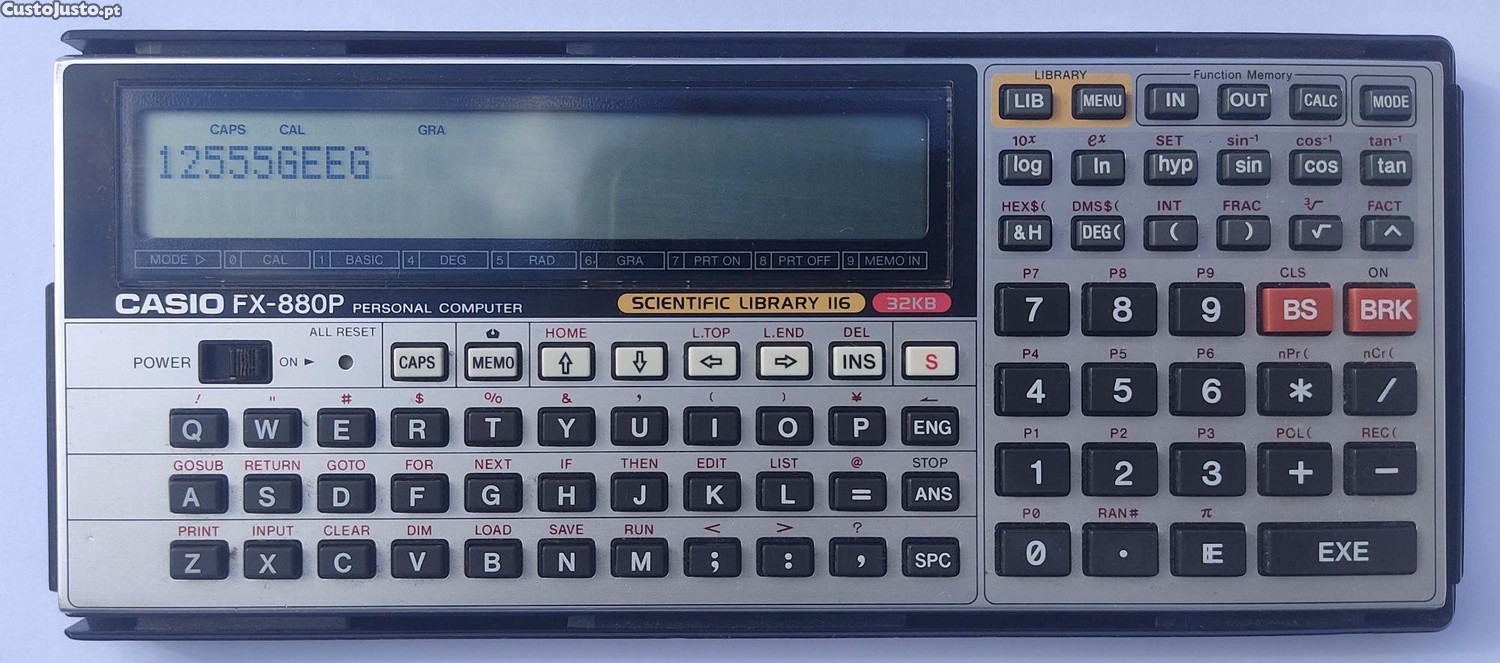 CustoJusto.pt
CAPS CAL GRA
12555GEEG
MODE ▷ 0 CAL 1 BASIC 4 DEG 5 RAD 6 GRA 7 PRT ON 8 PRT OFF 9 MEMO IN
CASIO FX-880P PERSONAL COMPUTER SCIENTIFIC LIBRARY 116 32KB
ALL RESET HOME L.TOP L.END DEL
POWER ON ► CAPS MEMO ⇧ ⇩ ⇦ ⇨ INS S
! " # $ % & ' ( ) ¥ ←
Q W E R T Y U I O P ENG
GOSUB RETURN GOTO FOR NEXT IF THEN EDIT LIST @ STOP
A S D F G H J K L = ANS
PRINT INPUT CLEAR DIM LOAD SAVE RUN < > ?
Z X C V B N M ; : , SPC
LIBRARY Function Memory
LIB MENU IN OUT CALC MODE
10ˣ eˣ SET sin⁻¹ cos⁻¹ tan⁻¹
log ln hyp sin cos tan
HEX$( DMS$( INT FRAC ³√ FACT
&H DEG( ( ) √ ^
P7 P8 P9 CLS ON
7 8 9 BS BRK
P4 P5 P6 nPr( nCr(
4 5 6 * /
P1 P2 P3 POL( REC(
1 2 3 + −
P0 RAN# π
0 . E EXE